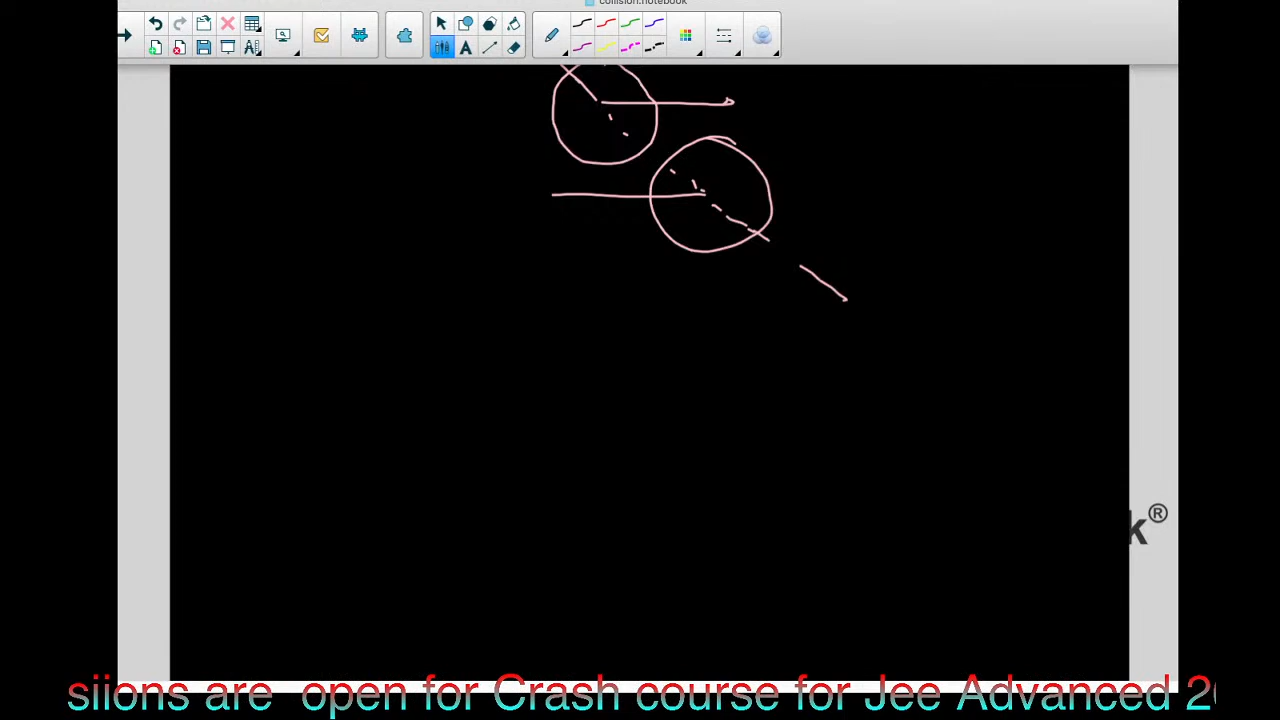 collision.notebook
k®
siions are open for Crash course for Jee Advanced 2